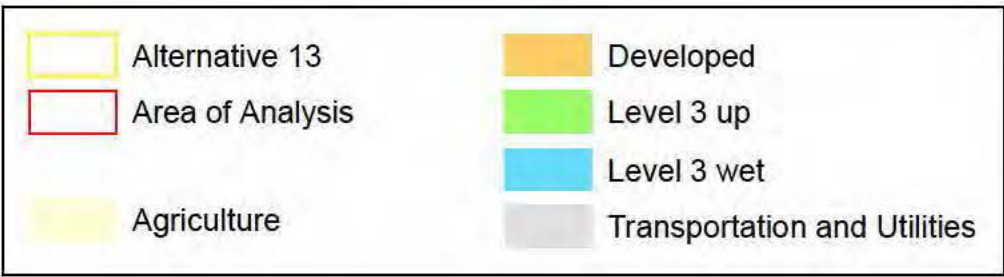 Alternative 13
Area of Analysis
Agriculture
Developed
Level 3 up
Level 3 wet
Transportation and Utilities